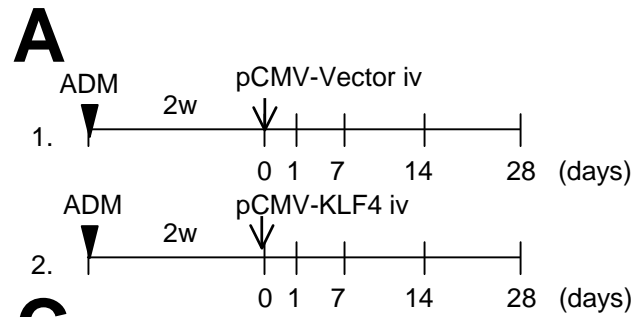 A
ADM
pCMV-Vector iv
2w
1.
0 1 7 14 28 (days)
ADM
pCMV-KLF4 iv
2w
2.
0 1 7 14 28 (days)